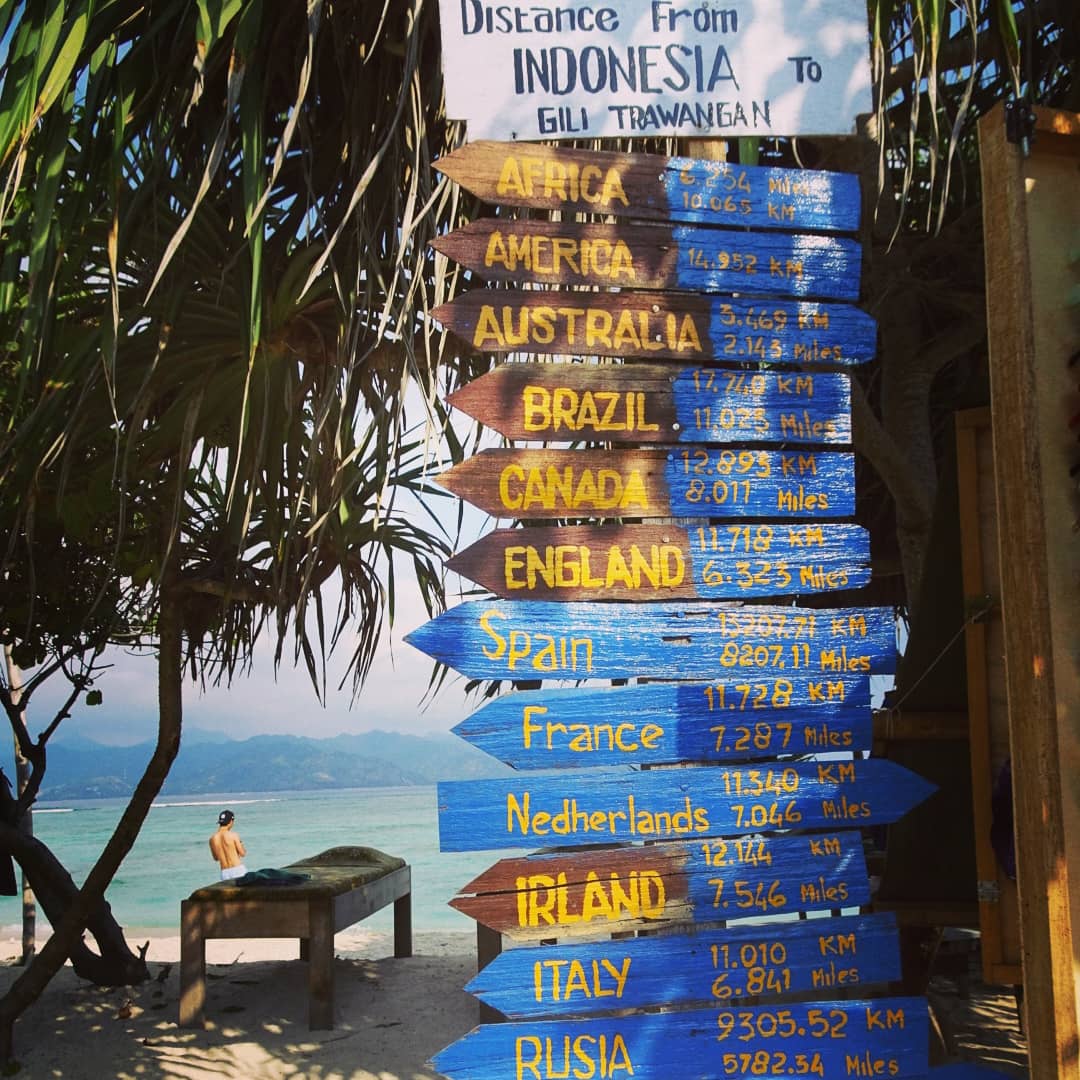 Distance From
INDONESIA To
GILI TRAWANGAN
AFRICA 6.254 Miles
10.065 KM
AMERICA 14.952 KM
AUSTRALIA 3.469 KM
2.143 Miles
BRAZIL 17.740 KM
11.025 Miles
CANADA 12.893 KM
8.011 Miles
ENGLAND 11.718 KM
6.323 Miles
Spain 13207.71 KM
8207.11 Miles
France 11.728 KM
7.287 Miles
Nedherlands 11.340 KM
7.046 Miles
IRLAND 12.144 KM
7.546 Miles
ITALY 11.010 KM
6.841 Miles
RUSIA 9305.52 KM
5782.34 Miles